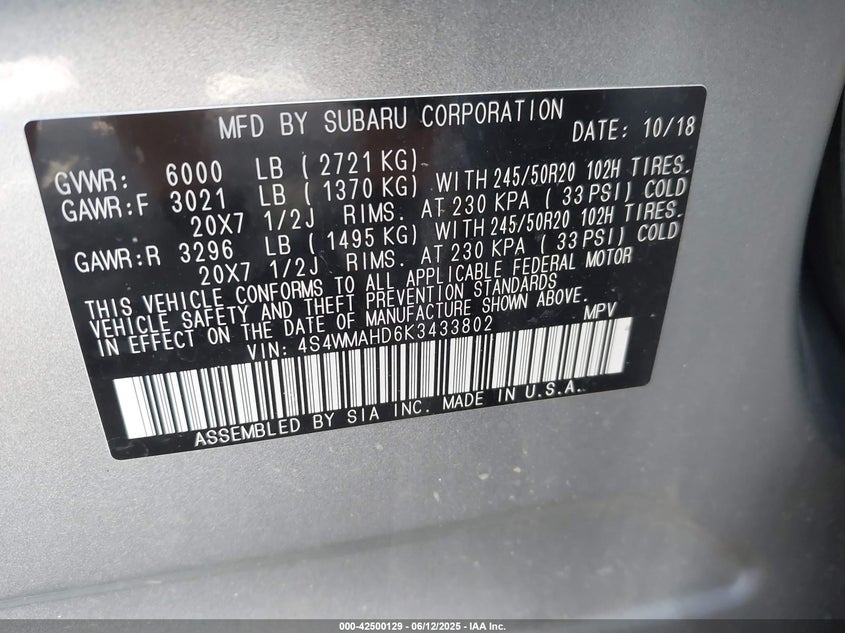 MFD BY SUBARU CORPORATION DATE: 10/18
GVWR: 6000 LB (2721 KG)
GAWR:F 3021 LB (1370 KG) WITH 245/50R20 102H TIRES.
20X7 1/2J RIMS. AT 230 KPA (33 PSI) COLD
GAWR:R 3296 LB (1495 KG) WITH 245/50R20 102H TIRES.
20X7 1/2J RIMS. AT 230 KPA (33 PSI) COLD
THIS VEHICLE CONFORMS TO ALL APPLICABLE FEDERAL MOTOR
VEHICLE SAFETY AND THEFT PREVENTION STANDARDS
IN EFFECT ON THE DATE OF MANUFACTURE SHOWN ABOVE.
VIN: 4S4WMAHD6K3433802 MPV
ASSEMBLED BY SIA INC. MADE IN U.S.A.
000-42500129 - 06/12/2025 - IAA Inc.